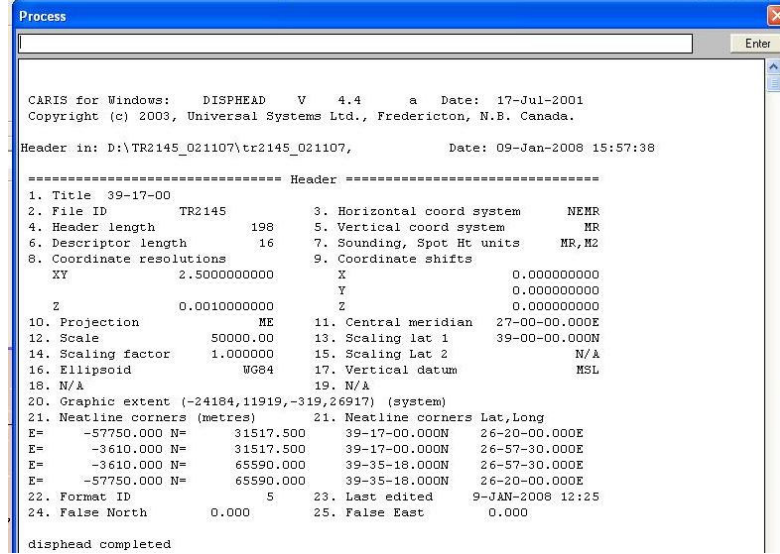 Process
Enter
CARIS for Windows: DISPHEAD V 4.4 a Date: 17-Jul-2001
Copyright (c) 2003, Universal Systems Ltd., Fredericton, N.B. Canada.
Header in: D:\TR2145_021107\tr2145_021107, Date: 09-Jan-2008 15:57:38
=============================== Header ===============================
1. Title 39-17-00
2. File ID TR2145 3. Horizontal coord system NEMR
4. Header length 198 5. Vertical coord system MR
6. Descriptor length 16 7. Sounding, Spot Ht units MR,M2
8. Coordinate resolutions 9. Coordinate shifts
XY 2.5000000000 X 0.000000000
Y 0.000000000
Z 0.0010000000 Z 0.000000000
10. Projection ME 11. Central meridian 27-00-00.000E
12. Scale 50000.00 13. Scaling lat 1 39-00-00.000N
14. Scaling factor 1.000000 15. Scaling Lat 2 N/A
16. Ellipsoid WG84 17. Vertical datum MSL
18. N/A 19. N/A
20. Graphic extent (-24184,11919,-319,26917) (system)
21. Neatline corners (metres) 21. Neatline corners Lat,Long
E= -57750.000 N= 31517.500 39-17-00.000N 26-20-00.000E
E= -3610.000 N= 31517.500 39-17-00.000N 26-57-30.000E
E= -3610.000 N= 65590.000 39-35-18.000N 26-57-30.000E
E= -57750.000 N= 65590.000 39-35-18.000N 26-20-00.000E
22. Format ID 5 23. Last edited 9-JAN-2008 12:25
24. False North 0.000 25. False East 0.000
disphead completed